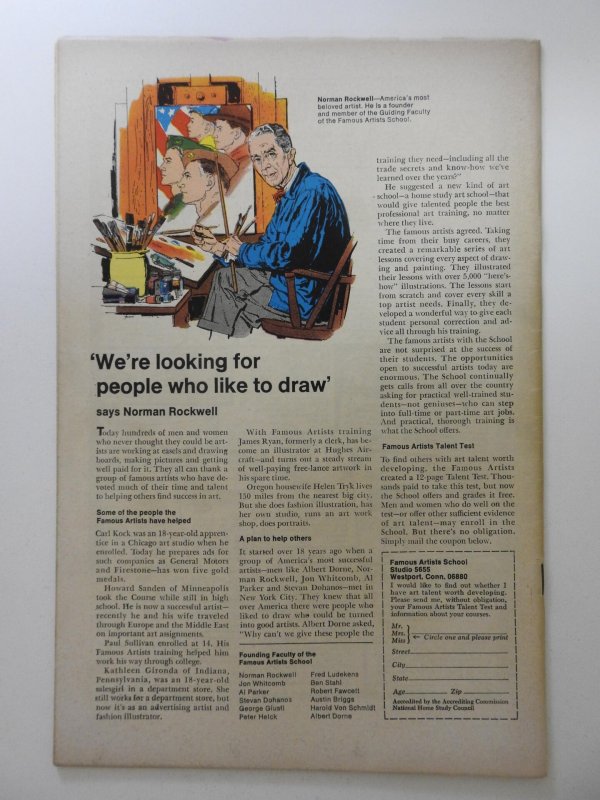 Norman Rockwell—America's most
beloved artist. He is a founder
and member of the Guiding Faculty
of the Famous Artists School.
'We're looking for
people who like to draw'
says Norman Rockwell
Today hundreds of men and women
who never thought they could be art-
ists are working at easels and drawing
boards, making pictures and getting
well paid for it. They all can thank a
group of famous artists who have de-
voted much of their time and talent
to helping others find success in art.
Some of the people the
Famous Artists have helped
Carl Kock was an 18-year-old appren-
tice in a Chicago art studio when he
enrolled. Today he prepares ads for
such companies as General Motors
and Firestone—has won five gold
medals.
Howard Sanden of Minneapolis
took the Course while still in high
school. He is now a successful artist—
recently he and his wife traveled
through Europe and the Middle East
on important art assignments.
Paul Sullivan enrolled at 14. His
Famous Artists training helped him
work his way through college.
Kathleen Gironda of Indiana,
Pennsylvania, was an 18-year-old
salesgirl in a department store. She
still works for a department store, but
now it's as an advertising artist and
fashion illustrator.
With Famous Artists training
James Ryan, formerly a clerk, has be-
come an illustrator at Hughes Air-
craft—and turns out a steady stream
of well-paying free-lance artwork in
his spare time.
Oregon housewife Helen Tryk lives
150 miles from the nearest big city.
But she does fashion illustration, has
her own studio, runs an art work
shop, does portraits.
A plan to help others
It started over 18 years ago when a
group of America's most successful
artists—men like Albert Dorne, Nor-
man Rockwell, Jon Whitcomb, Al
Parker and Stevan Dohanos—met in
New York City. They knew that all
over America there were people who
liked to draw who could be turned
into good artists. Albert Dorne asked,
"Why can't we give these people the
Founding Faculty of the
Famous Artists School
Norman Rockwell
Jon Whitcomb
Al Parker
Stevan Dohanos
George Giusti
Peter Helck
Fred Ludekens
Ben Stahl
Robert Fawcett
Austin Briggs
Harold Von Schmidt
Albert Dorne
training they need—including all the
trade secrets and know-how we've
learned over the years?"
He suggested a new kind of art
school—a home study art school—that
would give talented people the best
professional art training, no matter
where they live.
The famous artists agreed. Taking
time from their busy careers, they
created a remarkable series of art
lessons covering every aspect of draw-
ing and painting. They illustrated
their lessons with over 5,000 "here's-
how" illustrations. The lessons start
from scratch and cover every skill a
top artist needs. Finally, they de-
veloped a wonderful way to give each
student personal correction and ad-
vice all through his training.
The famous artists with the School
are not surprised at the success of
their students. The opportunities
open to successful artists today are
enormous. The School continually
gets calls from all over the country
asking for practical well-trained stu-
dents—not geniuses—who can step
into full-time or part-time art jobs.
And practical, thorough training is
what the School offers.
Famous Artists Talent Test
To find others with art talent worth
developing, the Famous Artists
created a 12-page Talent Test. Thou-
sands paid to take this test, but now
the School offers and grades it free.
Men and women who do well on the
test—or offer other sufficient evidence
of art talent—may enroll in the
School. But there's no obligation.
Simply mail the coupon below.
Famous Artists School
Studio 5655
Westport, Conn. 06880
I would like to find out whether I
have art talent worth developing.
Please send me, without obligation,
your Famous Artists Talent Test and
information about your courses.
Mr.
Mrs. ← Circle one and please print
Miss
Street
City
State
Age Zip
Accredited by the Accrediting Commission
National Home Study Council